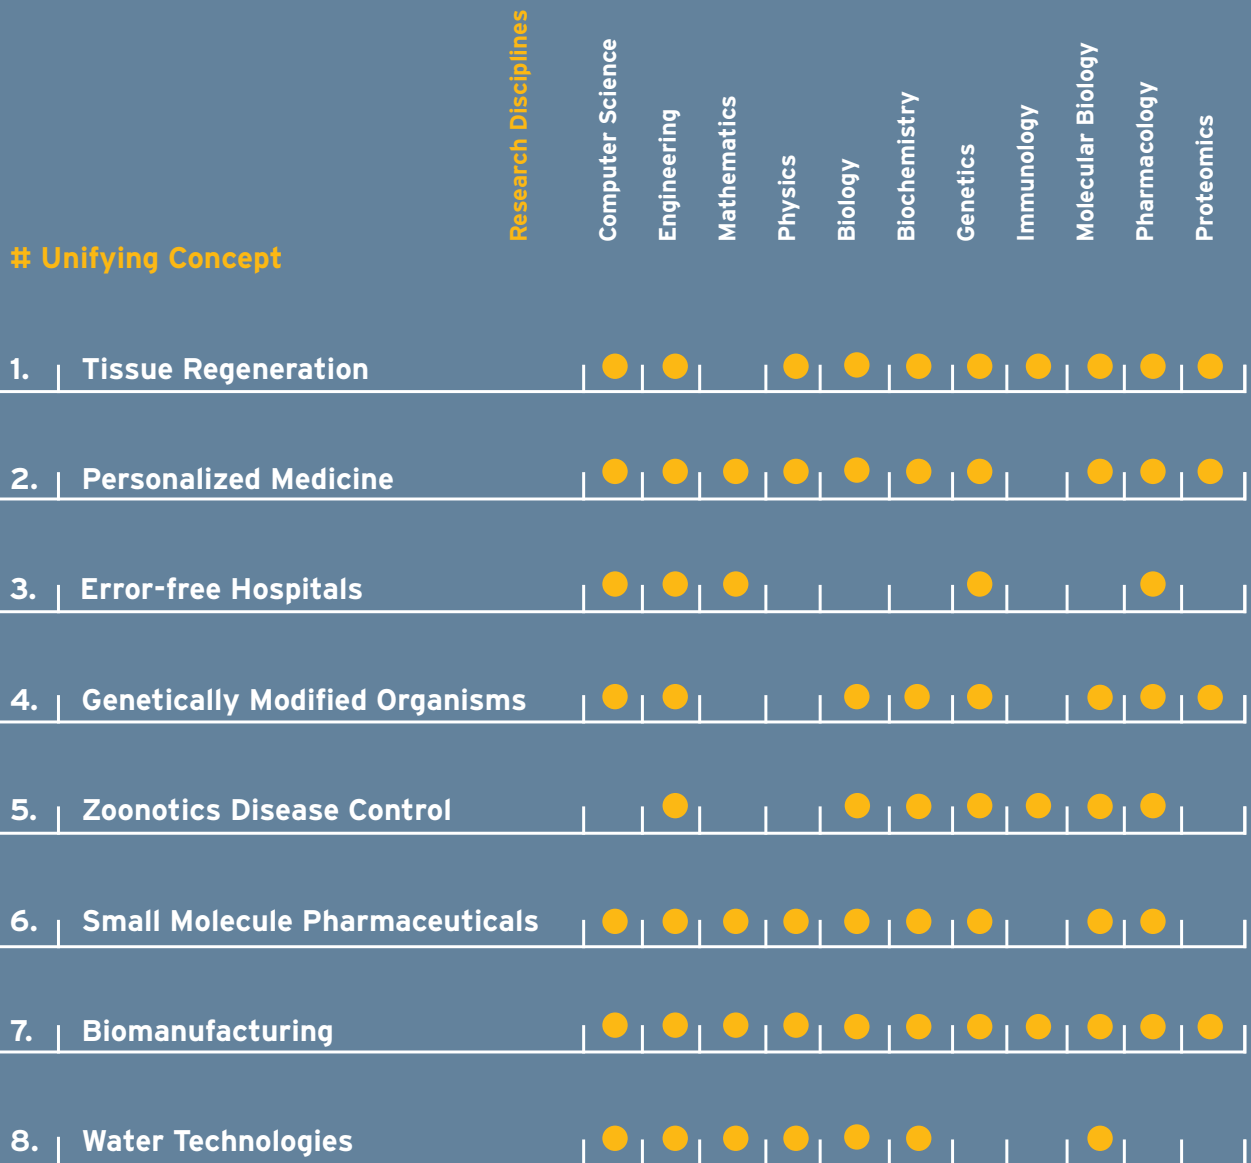 Research Disciplines
Computer Science
Engineering
Mathematics
Physics
Biology
Biochemistry
Genetics
Immunology
Molecular Biology
Pharmacology
Proteomics
# Unifying Concept
1. Tissue Regeneration
2. Personalized Medicine
3. Error-free Hospitals
4. Genetically Modified Organisms
5. Zoonotics Disease Control
6. Small Molecule Pharmaceuticals
7. Biomanufacturing
8. Water Technologies